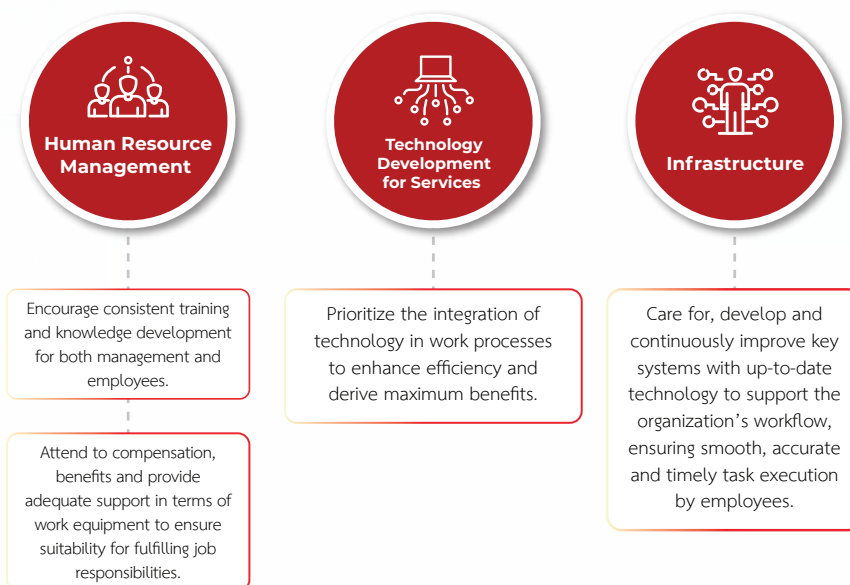 Human Resource
Management
Encourage consistent training
and knowledge development
for both management and
employees.
Attend to compensation,
benefits and provide
adequate support in terms of
work equipment to ensure
suitability for fulfilling job
responsibilities.
Technology
Development
for Services
Prioritize the integration of
technology in work processes
to enhance efficiency and
derive maximum benefits.
Infrastructure
Care for, develop and
continuously improve key
systems with up-to-date
technology to support the
organization’s workflow,
ensuring smooth, accurate
and timely task execution
by employees.